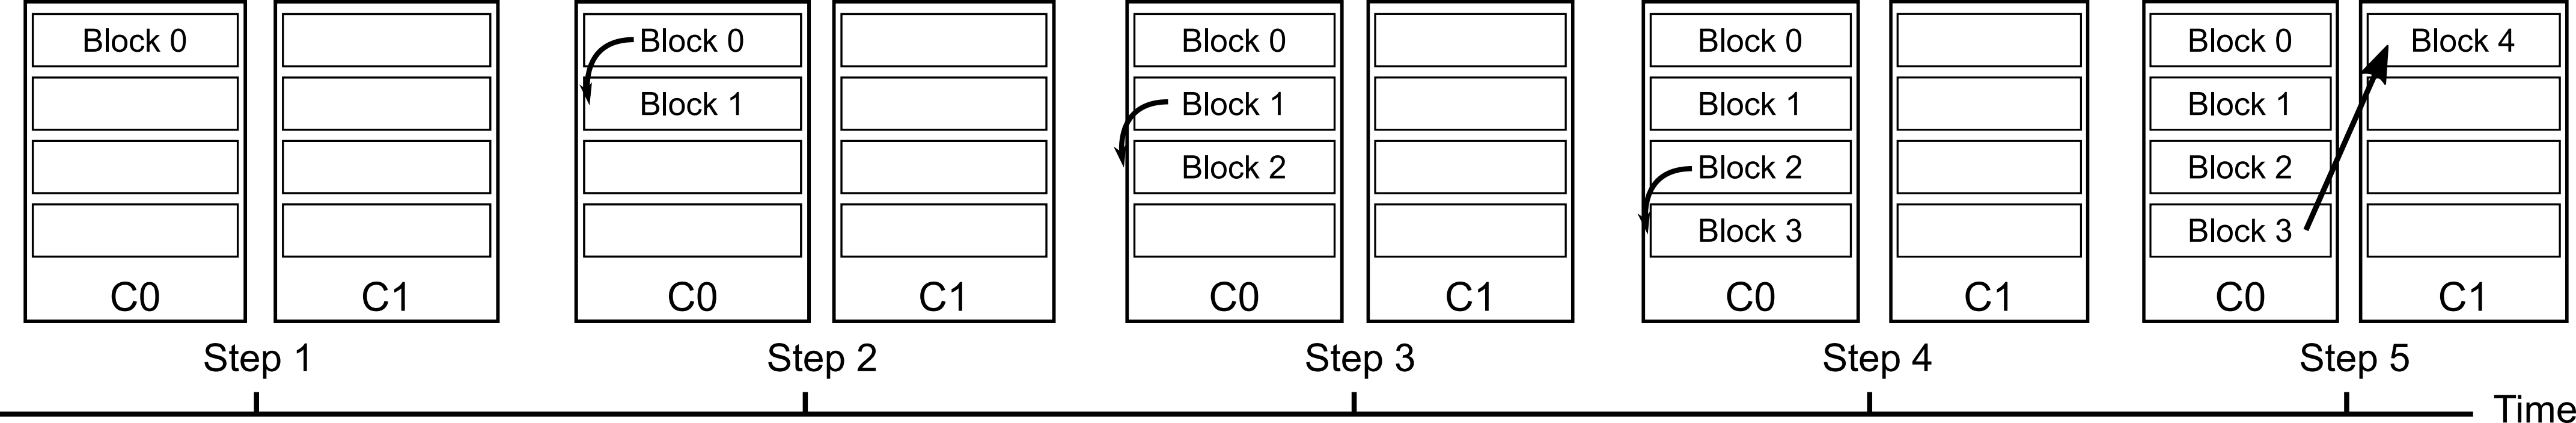 Block 0
C0
C1
Step 1
Block 0
Block 1
C0
C1
Step 2
Block 0
Block 1
Block 2
C0
C1
Step 3
Block 0
Block 1
Block 2
Block 3
C0
C1
Step 4
Block 0
Block 1
Block 2
Block 3
C0
Block 4
C1
Step 5
Time